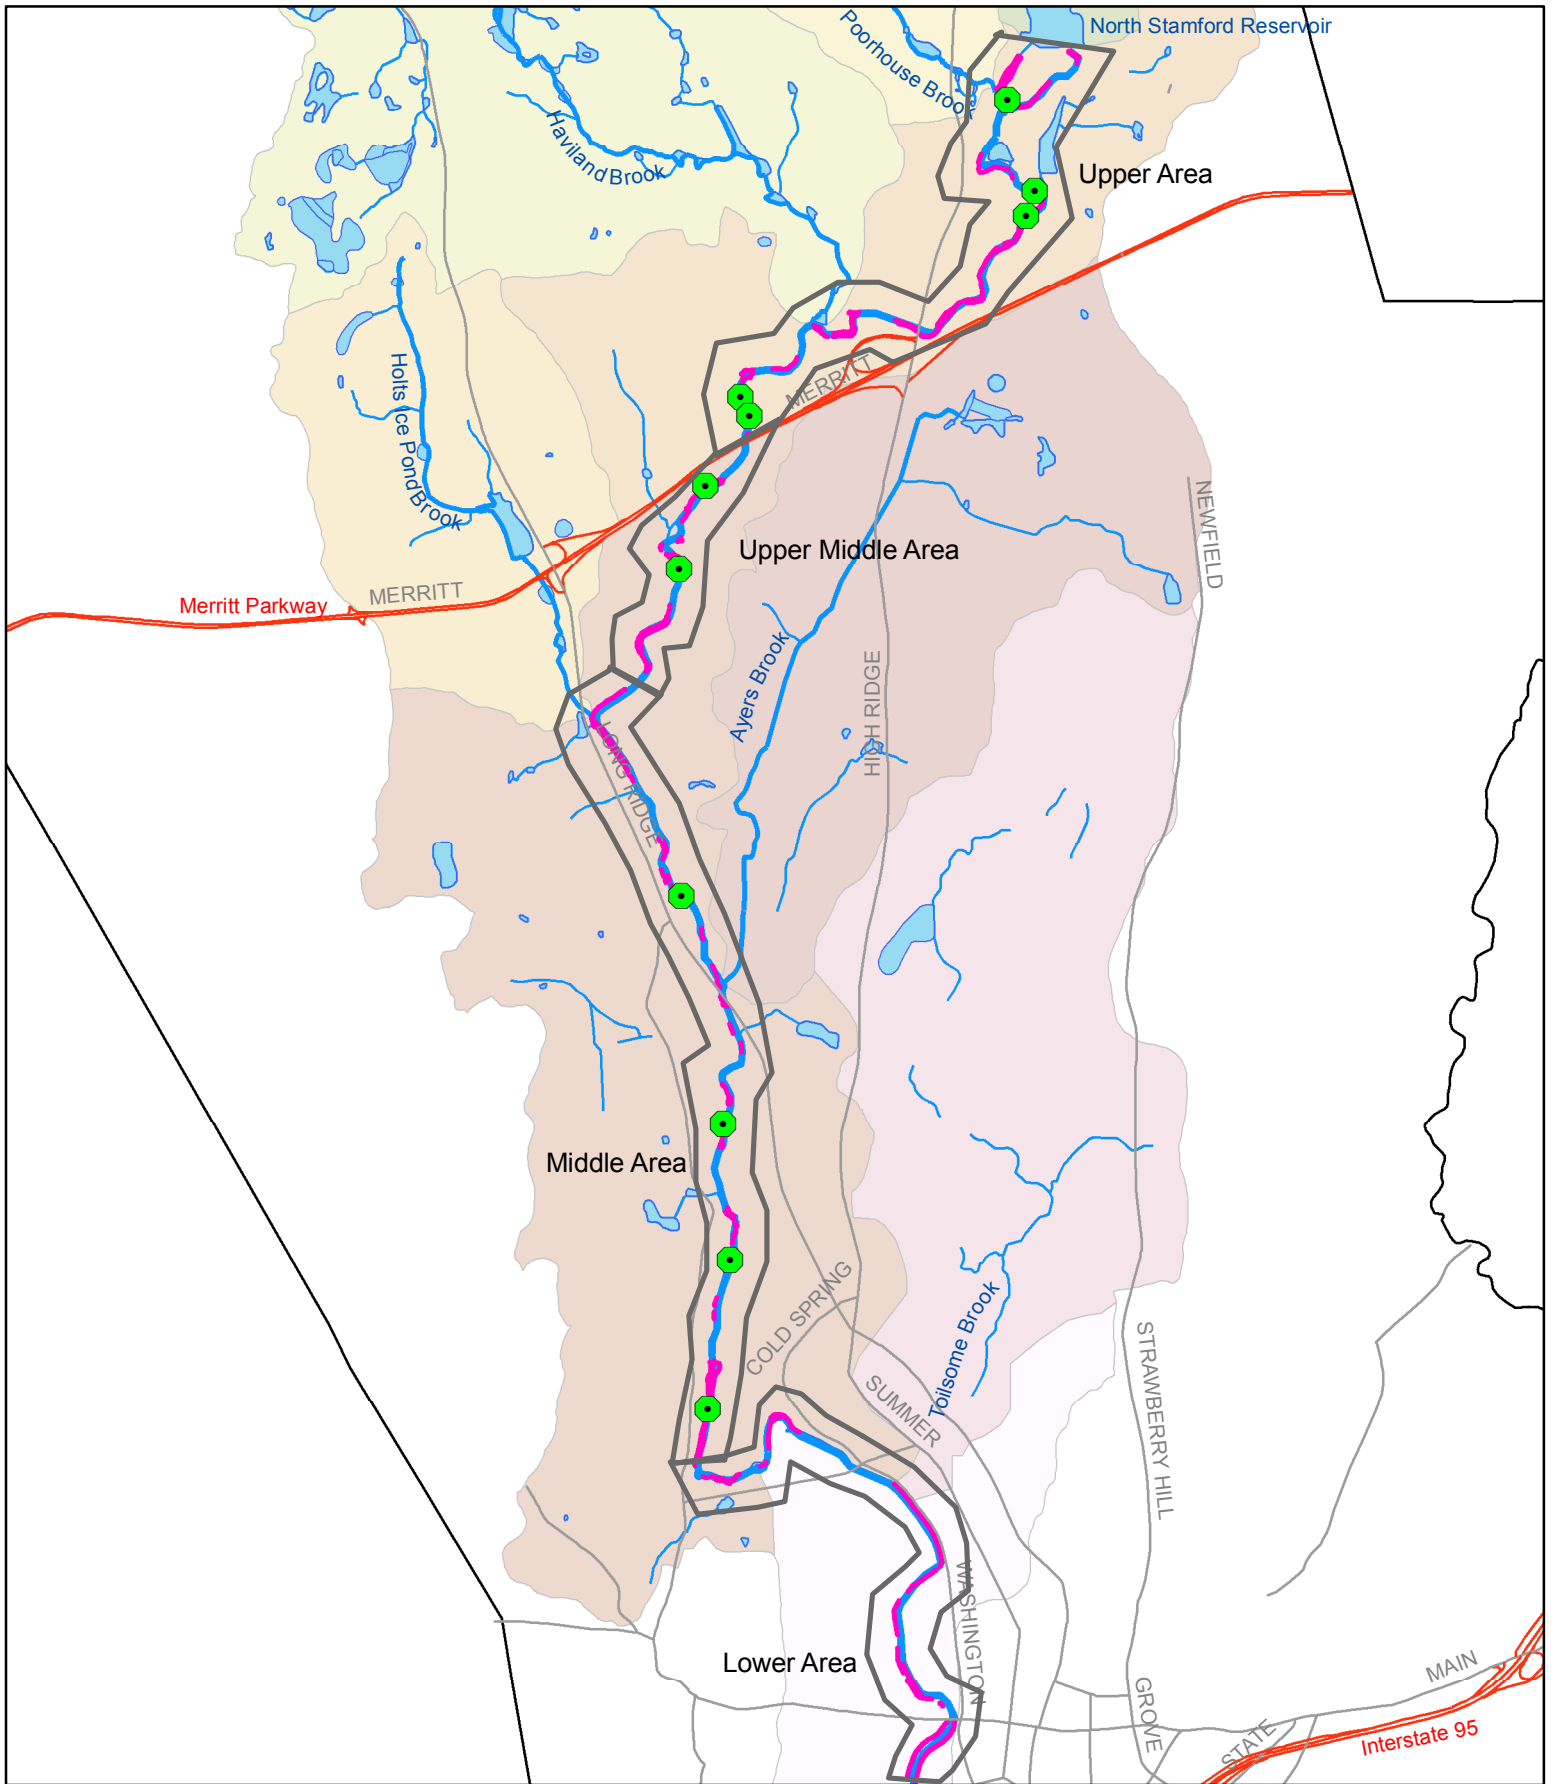 North Stamford Reservoir
Poorhouse Brook
Haviland Brook
Upper Area
MERRITT
Holts Ice Pond Brook
NEWFIELD
Upper Middle Area
MERRITT
Merritt Parkway
Ayers Brook
HIGH RIDGE
LONG RIDGE
Middle Area
COLD SPRING
Toilsome Brook
STRAWBERRY HILL
SUMMER
WASHINGTON
Lower Area
MAIN
GROVE
STATE
Interstate 95